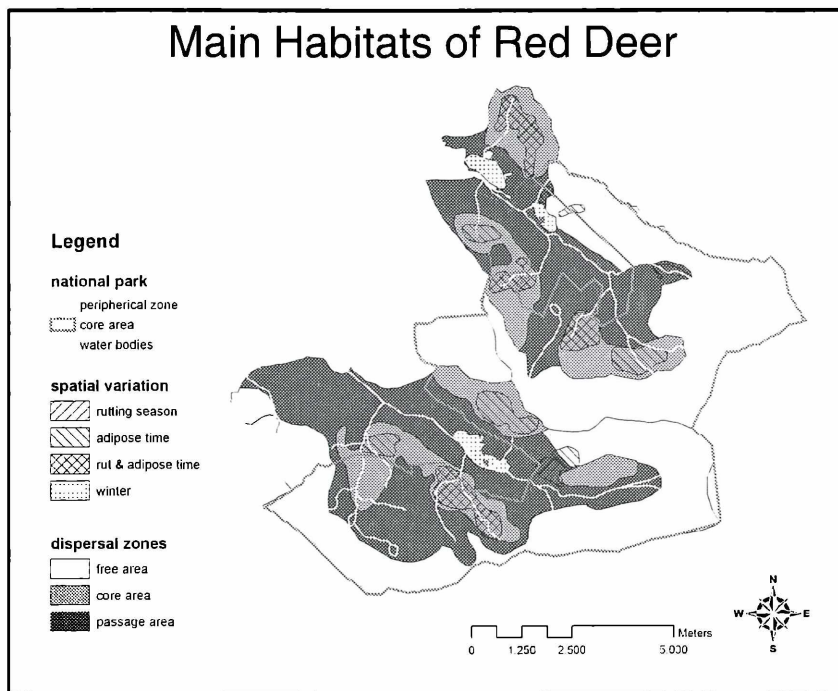 Main Habitats of Red Deer
Legend
national park
peripherical zone
core area
water bodies
spatial variation
rutting season
adipose time
rut & adipose time
winter
dispersal zones
free area
core area
passage area
N
W E
S
Meters
0 1.250 2.500 5.000